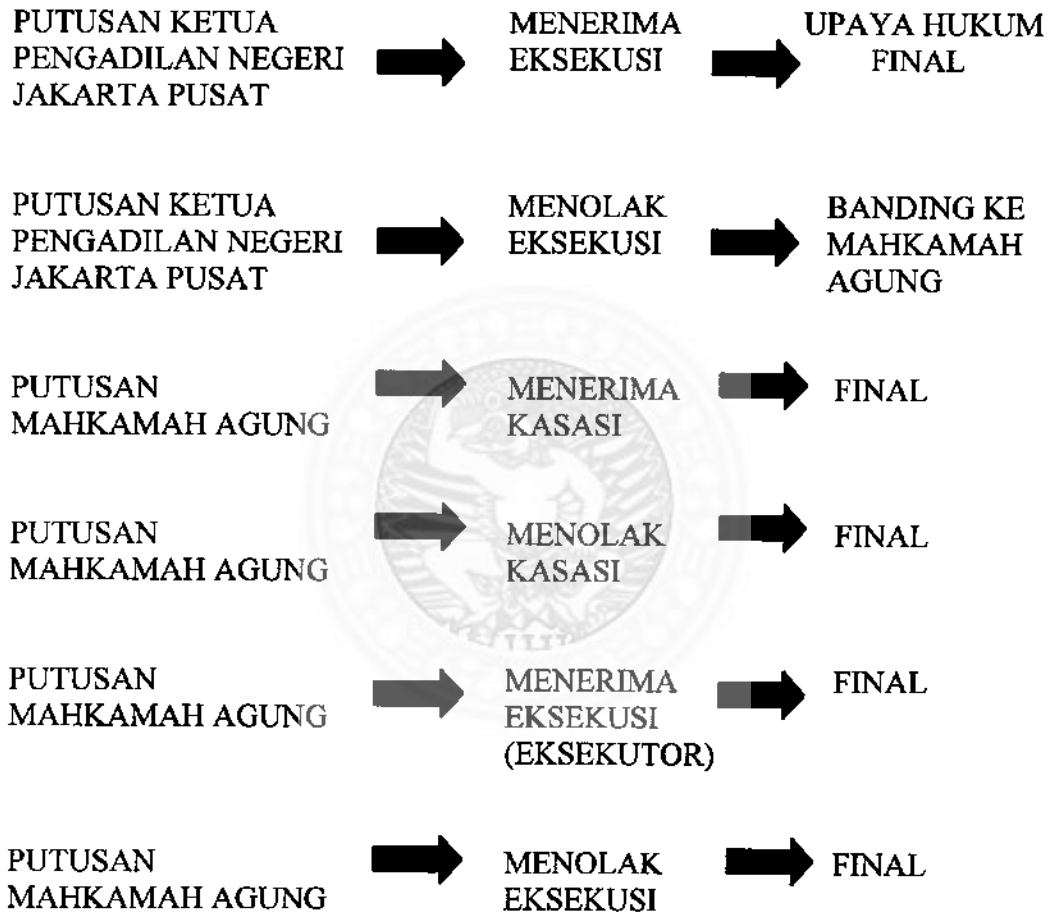 PUTUSAN KETUA
PENGADILAN NEGERI
JAKARTA PUSAT
MENERIMA
EKSEKUSI
UPAYA HUKUM
FINAL
PUTUSAN KETUA
PENGADILAN NEGERI
JAKARTA PUSAT
MENOLAK
EKSEKUSI
BANDING KE
MAHKAMAH
AGUNG
PUTUSAN
MAHKAMAH AGUNG
MENERIMA
KASASI
FINAL
PUTUSAN
MAHKAMAH AGUNG
MENOLAK
KASASI
FINAL
PUTUSAN
MAHKAMAH AGUNG
MENERIMA
EKSEKUSI
(EKSEKUTOR)
FINAL
PUTUSAN
MAHKAMAH AGUNG
MENOLAK
EKSEKUSI
FINAL